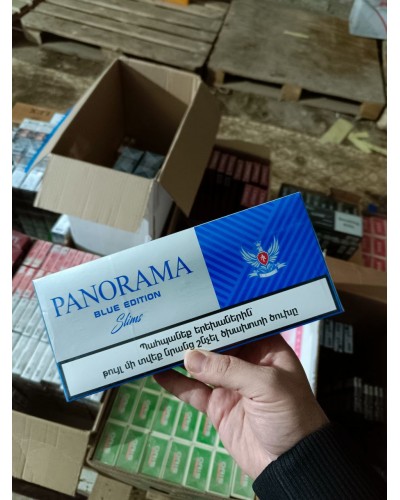 PANORAMA
BLUE EDITION
Slims
Պահպանեք երեխաներին
թույլ մի տվեք նրանց շնչել ծխախոտի ծուխը